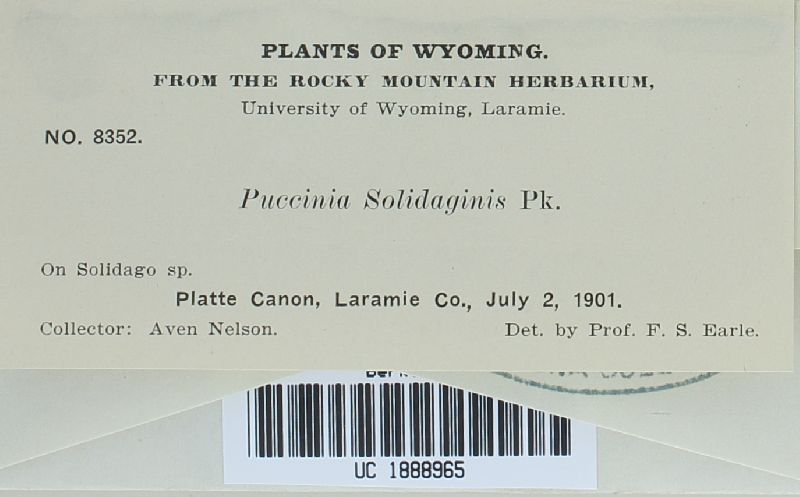 PLANTS OF WYOMING.
FROM THE ROCKY MOUNTAIN HERBARIUM,
University of Wyoming, Laramie.
NO. 8352.
Puccinia Solidaginis Pk.
On Solidago sp.
Platte Canon, Laramie Co., July 2, 1901.
Collector: Aven Nelson.
Det. by Prof. F. S. Earle.
UC 1888965